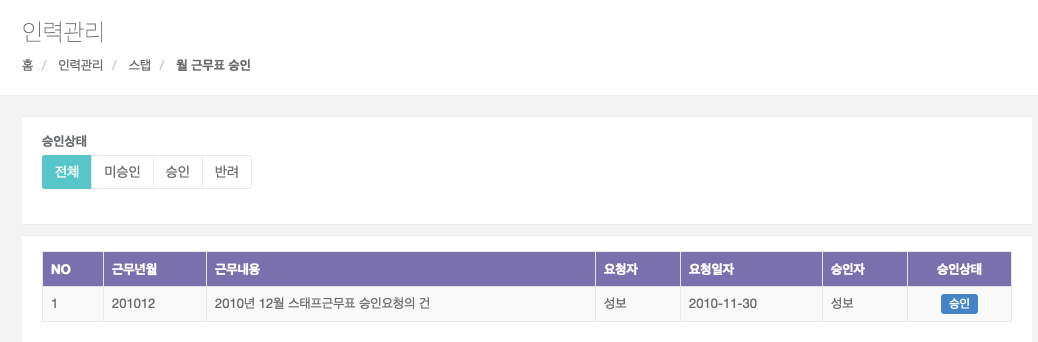 인력관리
홈 / 인력관리 / 스탭 / 월 근무표 승인
승인상태
전체 미승인 승인 반려
NO 근무년월 근무내용 요청자 요청일자 승인자 승인상태
1 201012 2010년 12월 스태프근무표 승인요청의 건 성보 2010-11-30 성보 승인